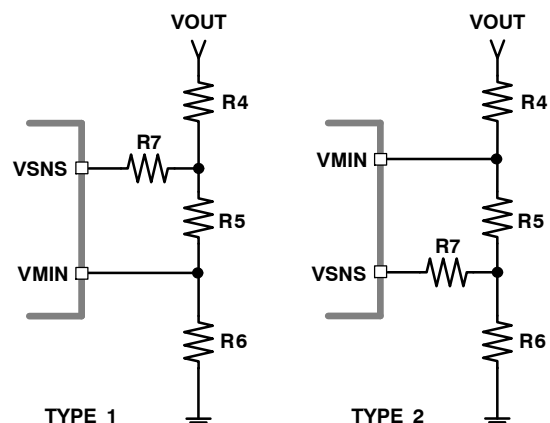 VOUT
R4
R7
VSNS
R5
VMIN
R6
TYPE 1
VOUT
R4
VMIN
R5
R7
VSNS
R6
TYPE 2